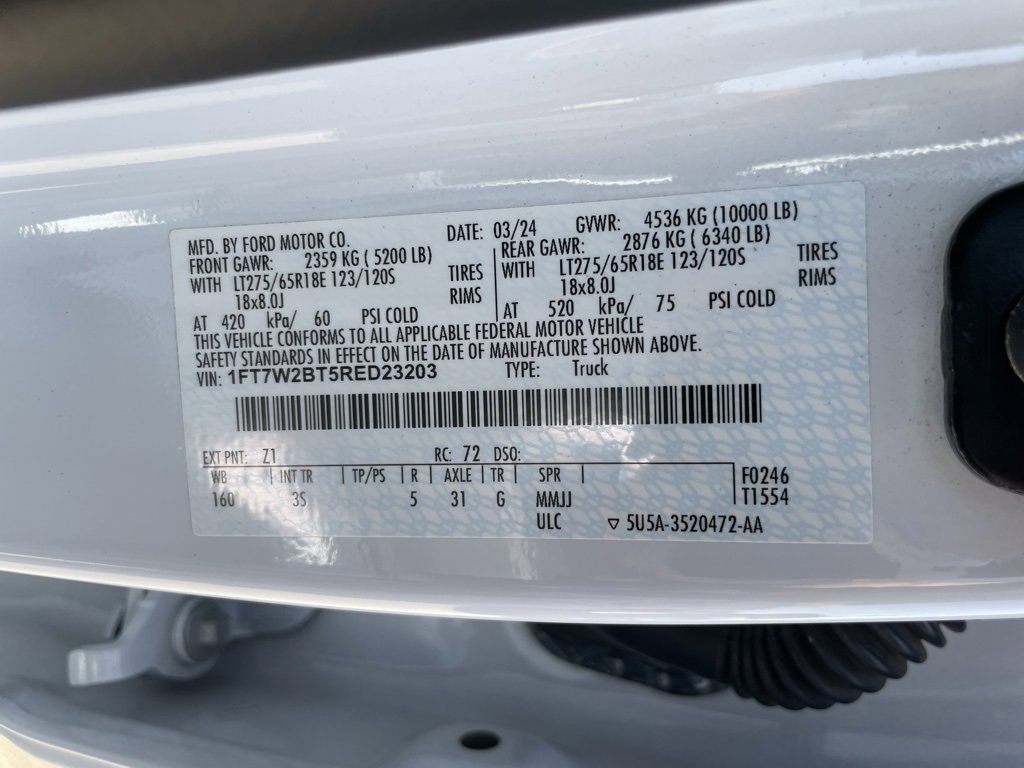 MFD. BY FORD MOTOR CO. DATE: 03/24 GVWR: 4536 KG (10000 LB)
FRONT GAWR: 2359 KG ( 5200 LB) REAR GAWR: 2876 KG ( 6340 LB)
WITH LT275/65R18E 123/120S TIRES WITH LT275/65R18E 123/120S TIRES
18x8.0J RIMS 18x8.0J RIMS
AT 420 kPa/ 60 PSI COLD AT 520 kPa/ 75 PSI COLD
THIS VEHICLE CONFORMS TO ALL APPLICABLE FEDERAL MOTOR VEHICLE
SAFETY STANDARDS IN EFFECT ON THE DATE OF MANUFACTURE SHOWN ABOVE.
VIN: 1FT7W2BT5RED23203 TYPE: Truck
EXT PNT: Z1 RC: 72 DSO:
WB INT TR TP/PS R AXLE TR SPR F0246
160 3S 5 31 G MMJJ T1554
ULC ▽ 5U5A-3520472-AA